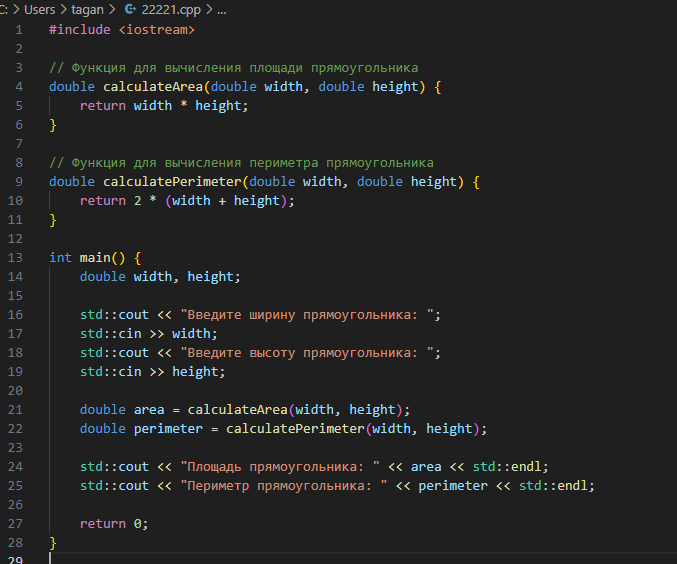 C: > Users > tagan > 22221.cpp > ...
1 #include <iostream>
2
3 // Функция для вычисления площади прямоугольника
4 double calculateArea(double width, double height) {
5     return width * height;
6 }
7
8 // Функция для вычисления периметра прямоугольника
9 double calculatePerimeter(double width, double height) {
10     return 2 * (width + height);
11 }
12
13 int main() {
14     double width, height;
15
16     std::cout << "Введите ширину прямоугольника: ";
17     std::cin >> width;
18     std::cout << "Введите высоту прямоугольника: ";
19     std::cin >> height;
20
21     double area = calculateArea(width, height);
22     double perimeter = calculatePerimeter(width, height);
23
24     std::cout << "Площадь прямоугольника: " << area << std::endl;
25     std::cout << "Периметр прямоугольника: " << perimeter << std::endl;
26
27     return 0;
28 }
29